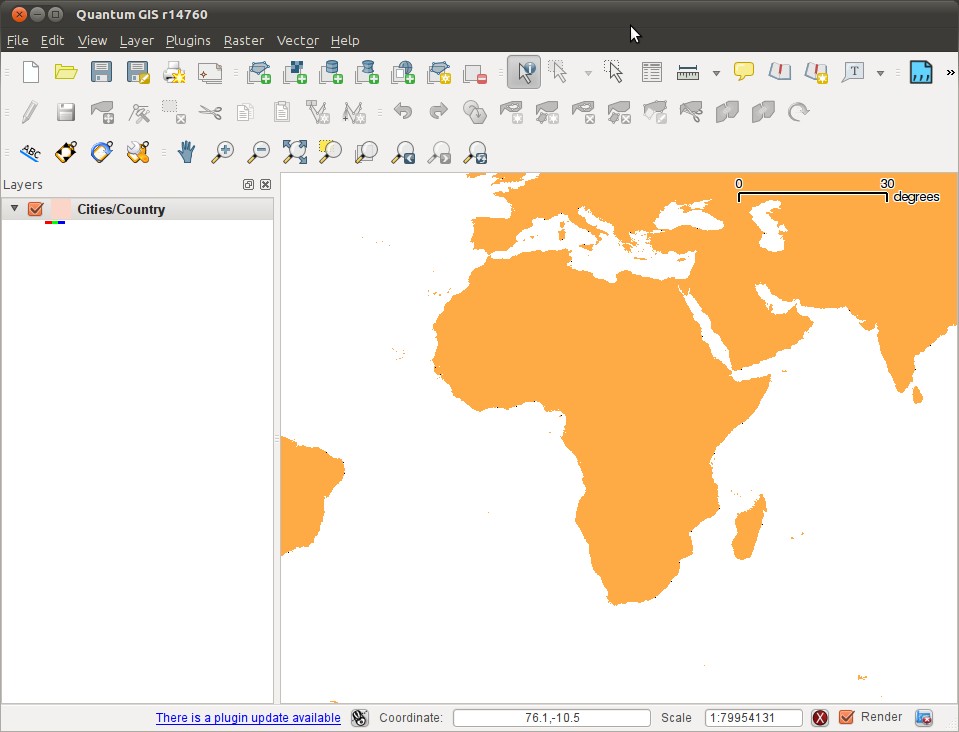 Quantum GIS r14760
File Edit View Layer Plugins Raster Vector Help
T
»
ABC
Layers
Cities/Country
0 30
degrees
There is a plugin update available Coordinate: 76.1,-10.5 Scale 1:79954131 Render